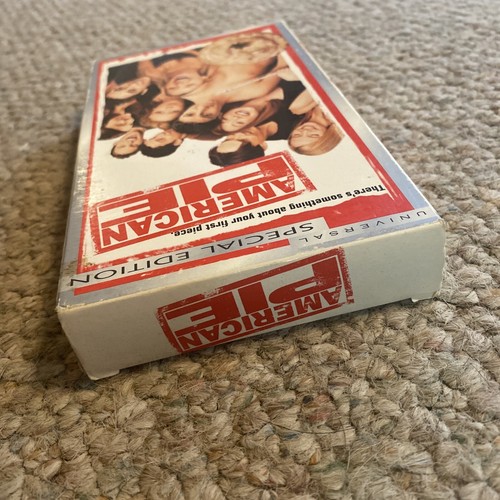 AMERICAN
PIE
UNIVERSAL
SPECIAL EDITION
There's something about your first piece.
AMERICAN
PIE